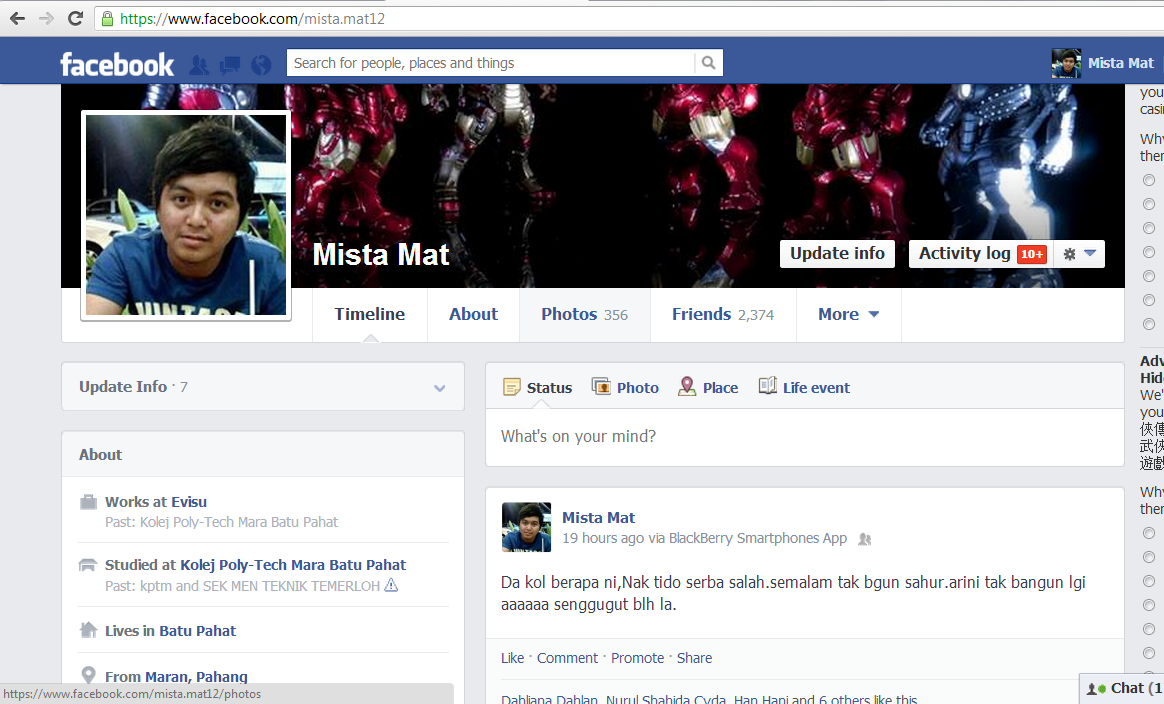 https://www.facebook.com/mista.mat12
facebook
Search for people, places and things
Mista Mat
Mista Mat
Update info
Activity log 10+
VINTAGE
Timeline
About
Photos 356
Friends 2,374
More
Update Info · 7
About
Works at Evisu
Past: Kolej Poly-Tech Mara Batu Pahat
Studied at Kolej Poly-Tech Mara Batu Pahat
Past: kptm and SEK MEN TEKNIK TEMERLOH
Lives in Batu Pahat
From Maran, Pahang
https://www.facebook.com/mista.mat12/photos
Status
Photo
Place
Life event
What's on your mind?
Mista Mat
19 hours ago via BlackBerry Smartphones App
Da kol berapa ni,Nak tido serba salah.semalam tak bgun sahur.arini tak bangun lgi
aaaaaa senggugut blh la.
Like · Comment · Promote · Share
Dahliana Dahlan, Nurul Shahida Cyda, Han Hani and 6 others like this.
you
casi
Why
ther
Adv
Hid
We'
you
俠傳
武俠
遊戲
Why
ther
Chat (1